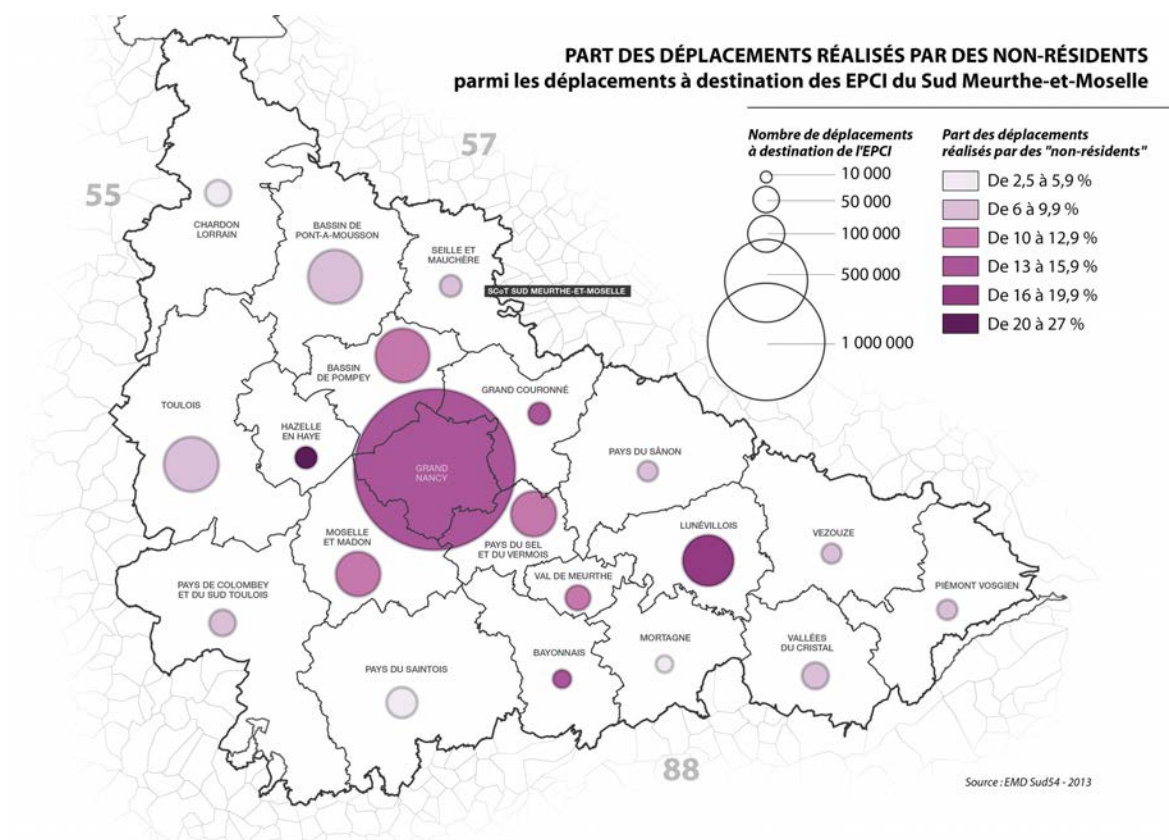 PART DES DÉPLACEMENTS RÉALISÉS PAR DES NON-RÉSIDENTS
parmi les déplacements à destination des EPCI du Sud Meurthe-et-Moselle
Nombre de déplacements
à destination de l'EPCI
10 000
50 000
100 000
500 000
1 000 000
Part des déplacements
réalisés par des "non-résidents"
De 2,5 à 5,9 %
De 6 à 9,9 %
De 10 à 12,9 %
De 13 à 15,9 %
De 16 à 19,9 %
De 20 à 27 %
57
55
CHARDON
LORRAIN
BASSIN DE
PONT-A-MOUSSON
SEILLE ET
MAUCHÈRE
SCoT SUD MEURTHE-ET-MOSELLE
BASSIN
DE POMPEY
GRAND COURONNÉ
TOULOIS
HAZELLE
EN HAYE
GRAND
NANCY
PAYS DU SÂNON
MOSELLE
ET MADON
PAYS DU SEL
ET DU VERMOIS
LUNÉVILLOIS
VEZOUZE
PAYS DE COLOMBEY
ET DU SUD TOULOIS
VAL DE MEURTHE
PIÉMONT VOSGIEN
PAYS DU SAINTOIS
BAYONNAIS
MORTAGNE
VALLÉES
DU CRISTAL
88
Source : EMD Sud54 - 2013